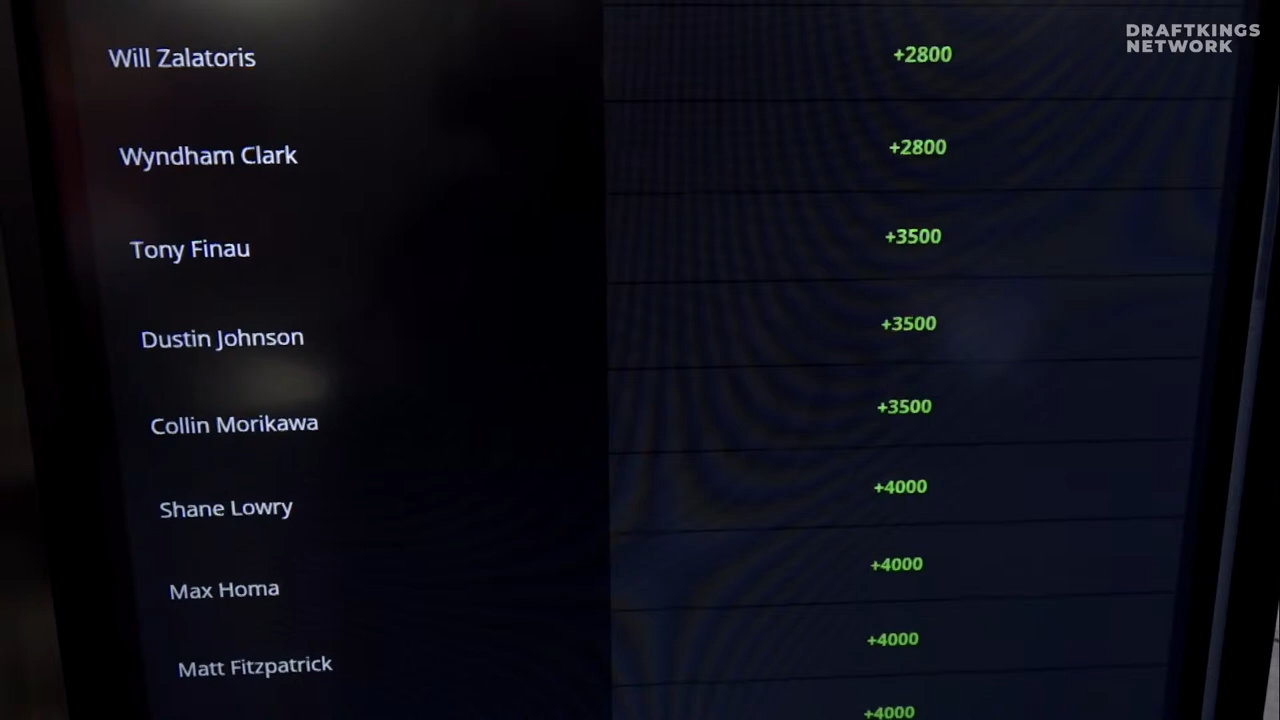 DRAFTKINGS
NETWORK
Will Zalatoris +2800
Wyndham Clark +2800
Tony Finau +3500
Dustin Johnson +3500
Collin Morikawa +3500
Shane Lowry +4000
Max Homa +4000
Matt Fitzpatrick +4000
+4000